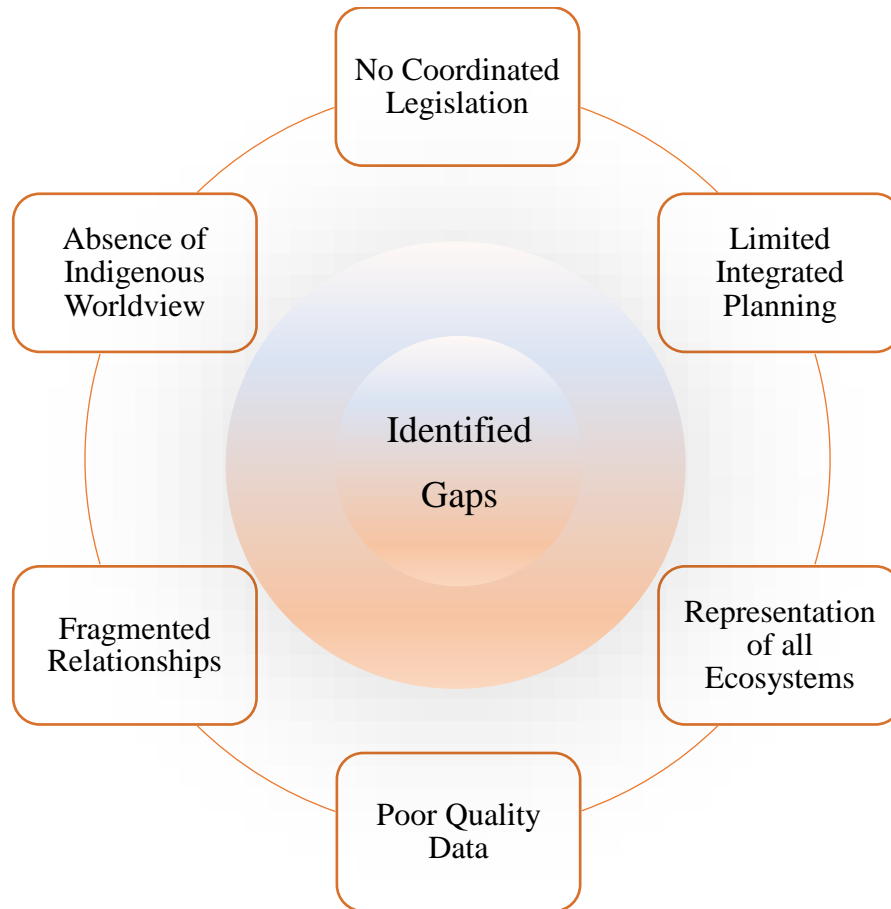 No Coordinated
Legislation
Absence of
Indigenous
Worldview
Limited
Integrated
Planning
Identified
Gaps
Fragmented
Relationships
Representation
of all
Ecosystems
Poor Quality
Data